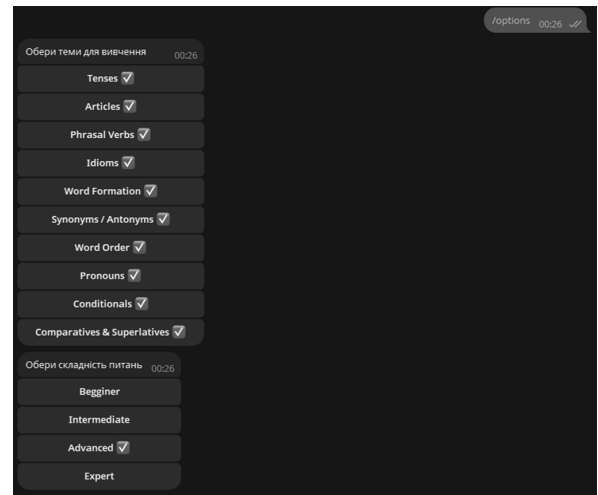 /options 00:26
Обери теми для вивчення 00:26
Tenses ✅
Articles ✅
Phrasal Verbs ✅
Idioms ✅
Word Formation ✅
Synonyms / Antonyms ✅
Word Order ✅
Pronouns ✅
Conditionals ✅
Comparatives & Superlatives ✅
Обери складність питань 00:26
Begginer
Intermediate
Advanced ✅
Expert